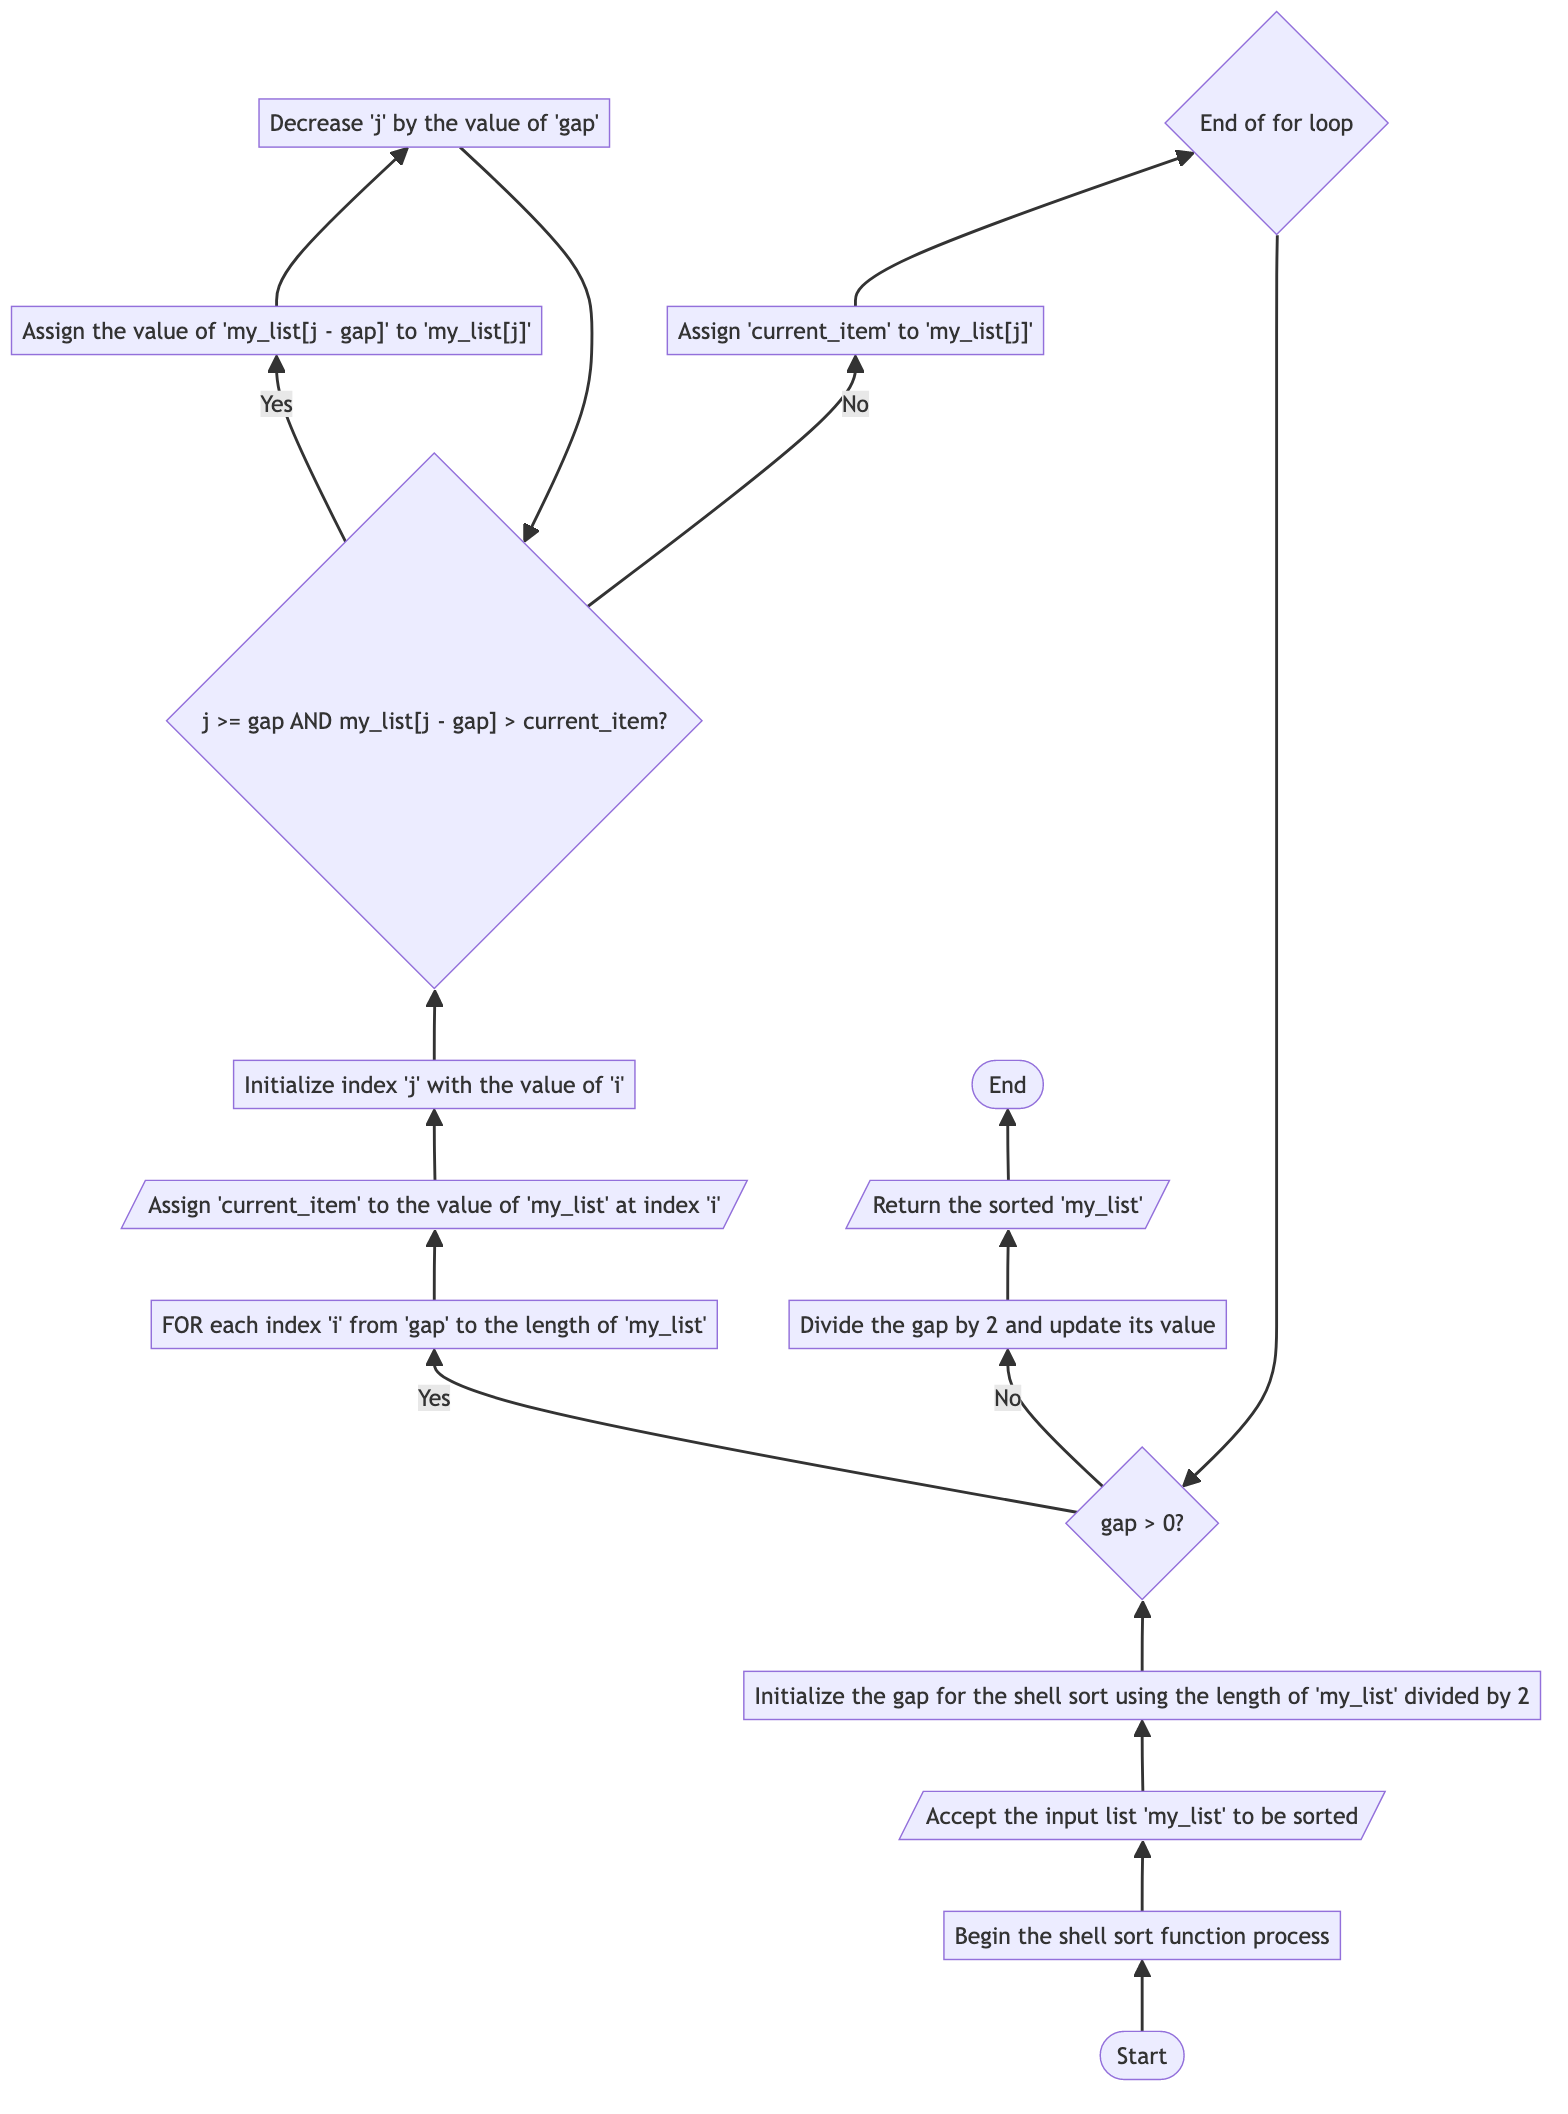 Decrease 'j' by the value of 'gap'
End of for loop
Assign the value of 'my_list[j - gap]' to 'my_list[j]'
Assign 'current_item' to 'my_list[j]'
Yes
No
j >= gap AND my_list[j - gap] > current_item?
Initialize index 'j' with the value of 'i'
End
Assign 'current_item' to the value of 'my_list' at index 'i'
Return the sorted 'my_list'
FOR each index 'i' from 'gap' to the length of 'my_list'
Divide the gap by 2 and update its value
Yes
No
gap > 0?
Initialize the gap for the shell sort using the length of 'my_list' divided by 2
Accept the input list 'my_list' to be sorted
Begin the shell sort function process
Start